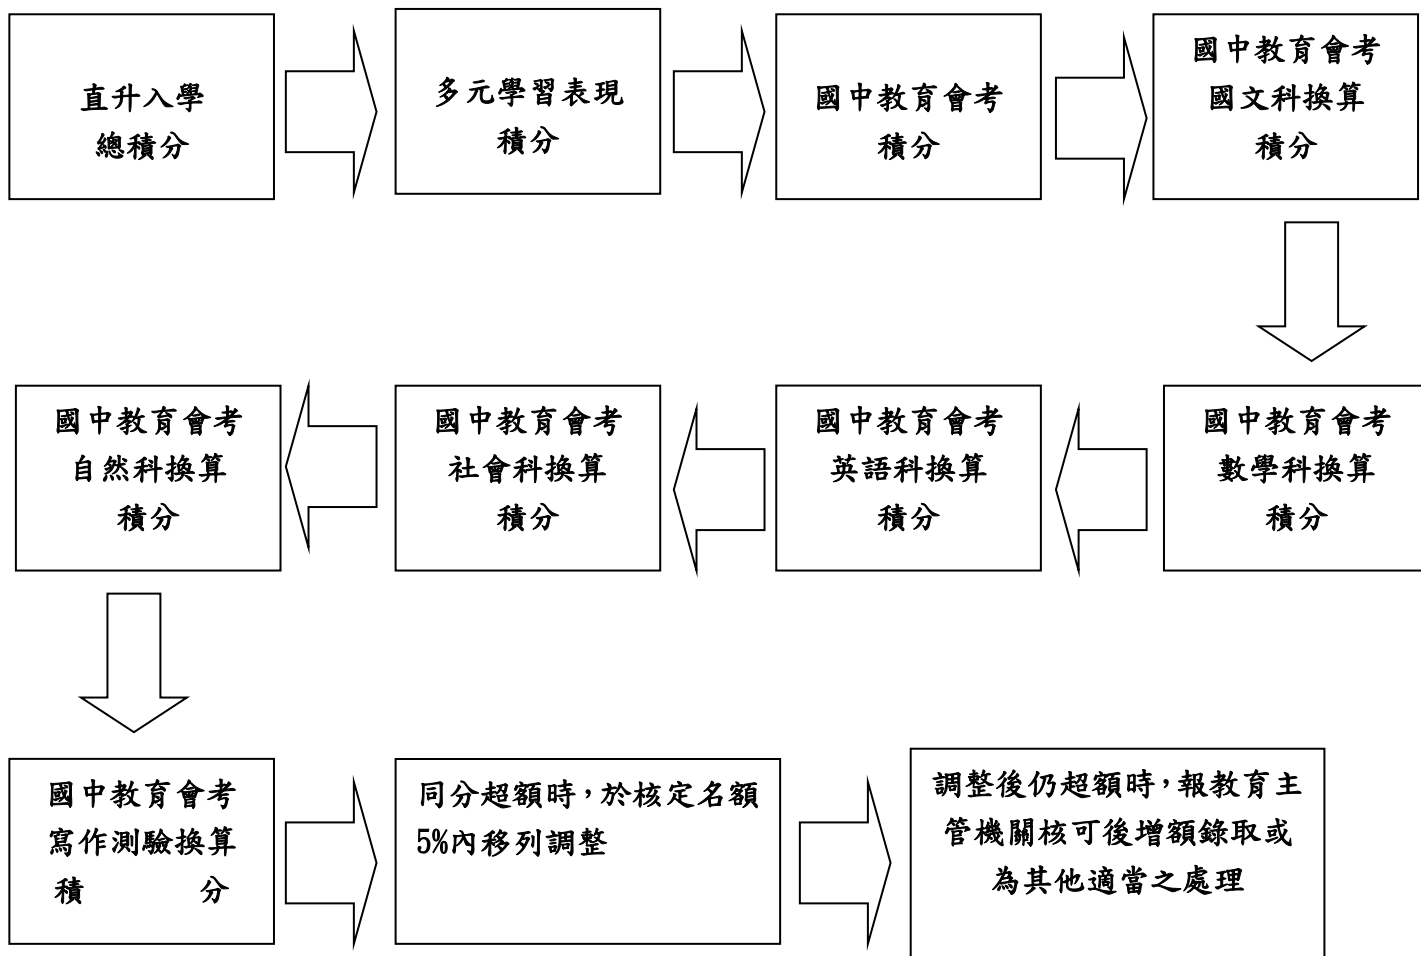 直升入學
總積分
多元學習表現
積分
國中教育會考
積分
國中教育會考
國文科換算
積分
國中教育會考
數學科換算
積分
國中教育會考
英語科換算
積分
國中教育會考
社會科換算
積分
國中教育會考
自然科換算
積分
國中教育會考
寫作測驗換算
積 分
同分超額時，於核定名額
5%內移列調整
調整後仍超額時，報教育主
管機關核可後增額錄取或
為其他適當之處理